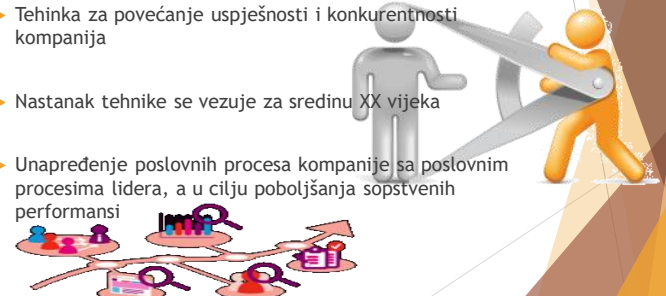 Tehinka za povećanje uspješnosti i konkurentnosti
kompanija
Nastanak tehnike se vezuje za sredinu XX vijeka
Unapređenje poslovnih procesa kompanije sa poslovnim
procesima lidera, a u cilju poboljšanja sopstvenih
performansi